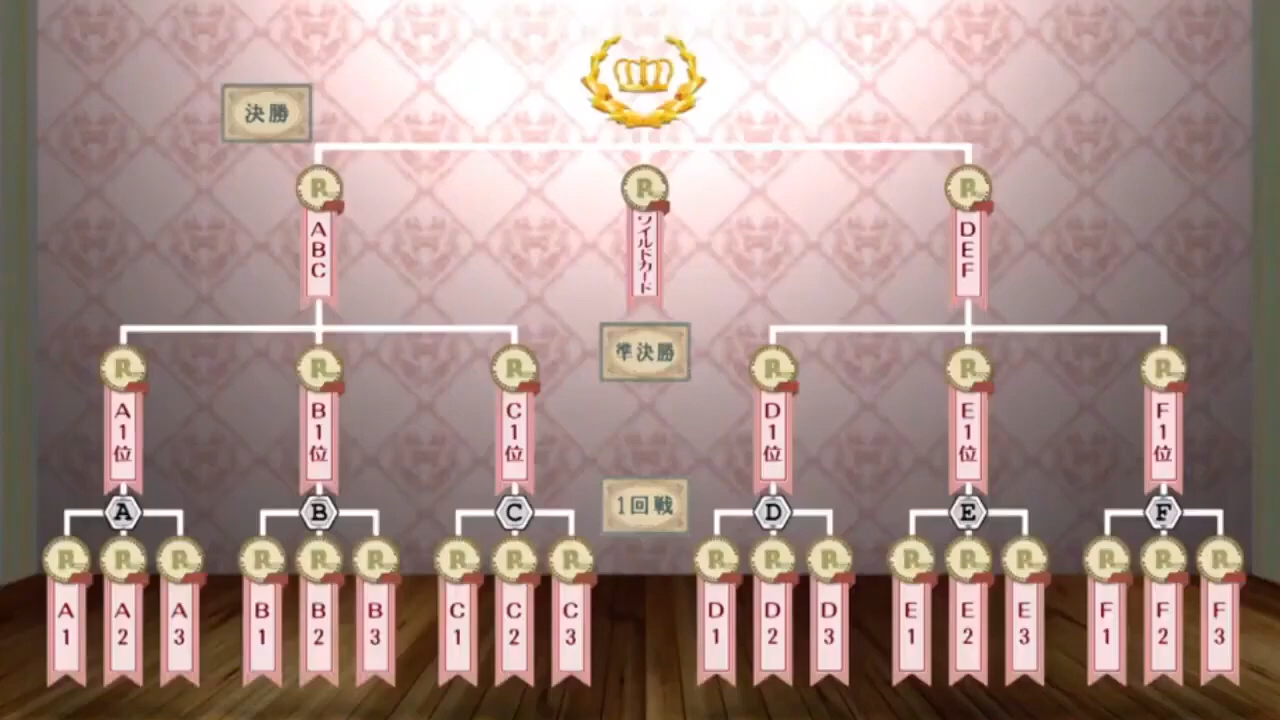 決勝
R R R
ABC ワイルドカード DEF
準決勝
R R R R R R
A1位 B1位 C1位 D1位 E1位 F1位
1回戦
A B C D E F
R R R R R R R R R R R R R R R R R R
A1 A2 A3 B1 B2 B3 C1 C2 C3 D1 D2 D3 E1 E2 E3 F1 F2 F3